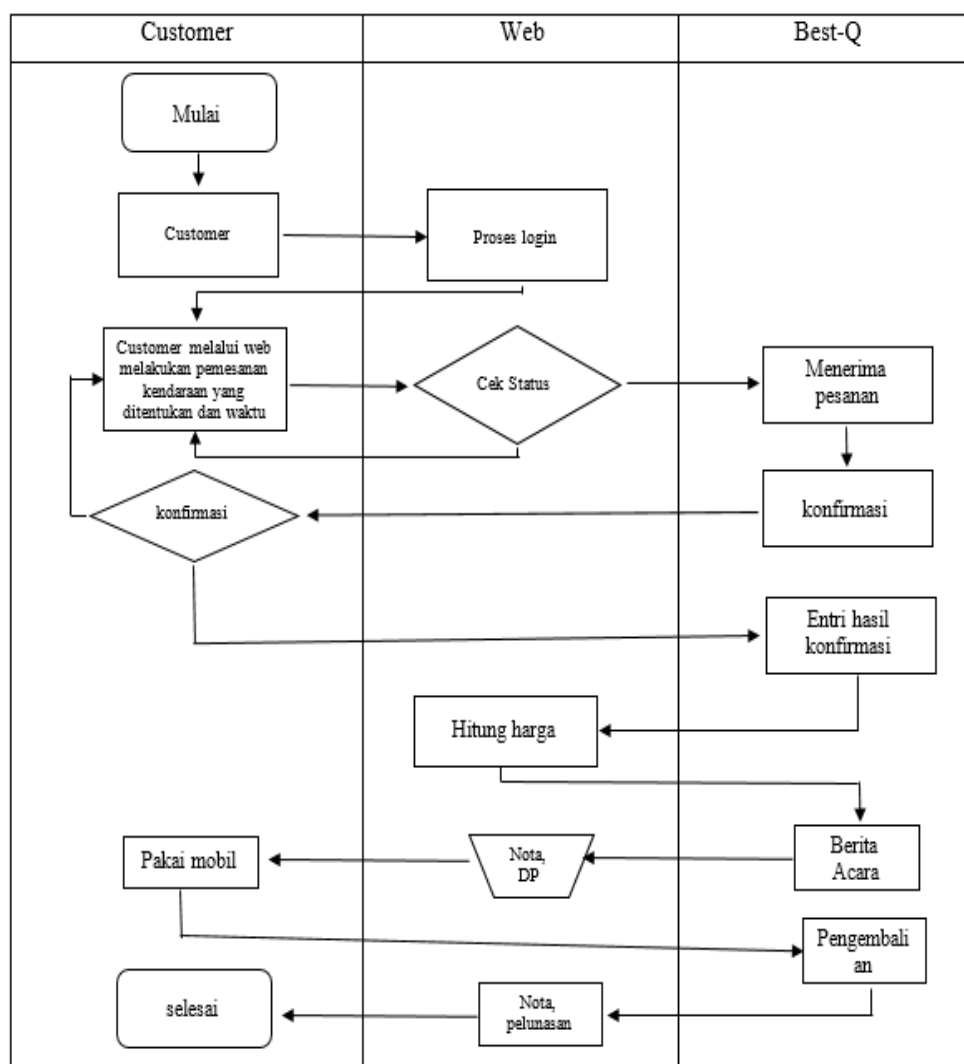 Customer
Web
Best-Q
Mulai
Customer
Proses login
Customer melalui web
melakukan pemesanan
kendaraan yang
ditentukan dan waktu
Cek Status
Menerima
pesanan
konfirmasi
konfirmasi
Entri hasil
konfirmasi
Hitung harga
Pakai mobil
Nota,
DP
Berita
Acara
Pengembali
an
selesai
Nota,
pelunasan